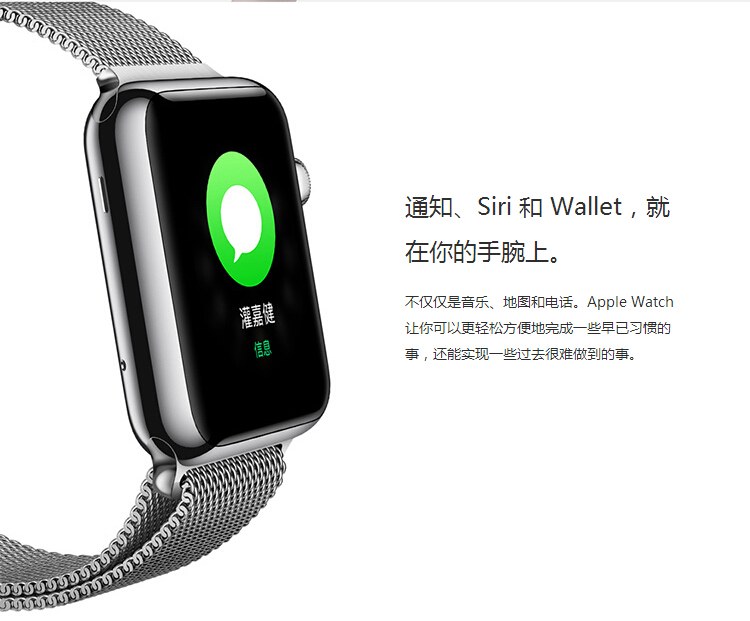 通知、Siri 和 Wallet，就
在你的手腕上。
不仅仅是音乐、地图和电话。Apple Watch
让你可以更轻松方便地完成一些早已习惯的
事，还能实现一些过去很难做到的事。
灌嘉健
信息